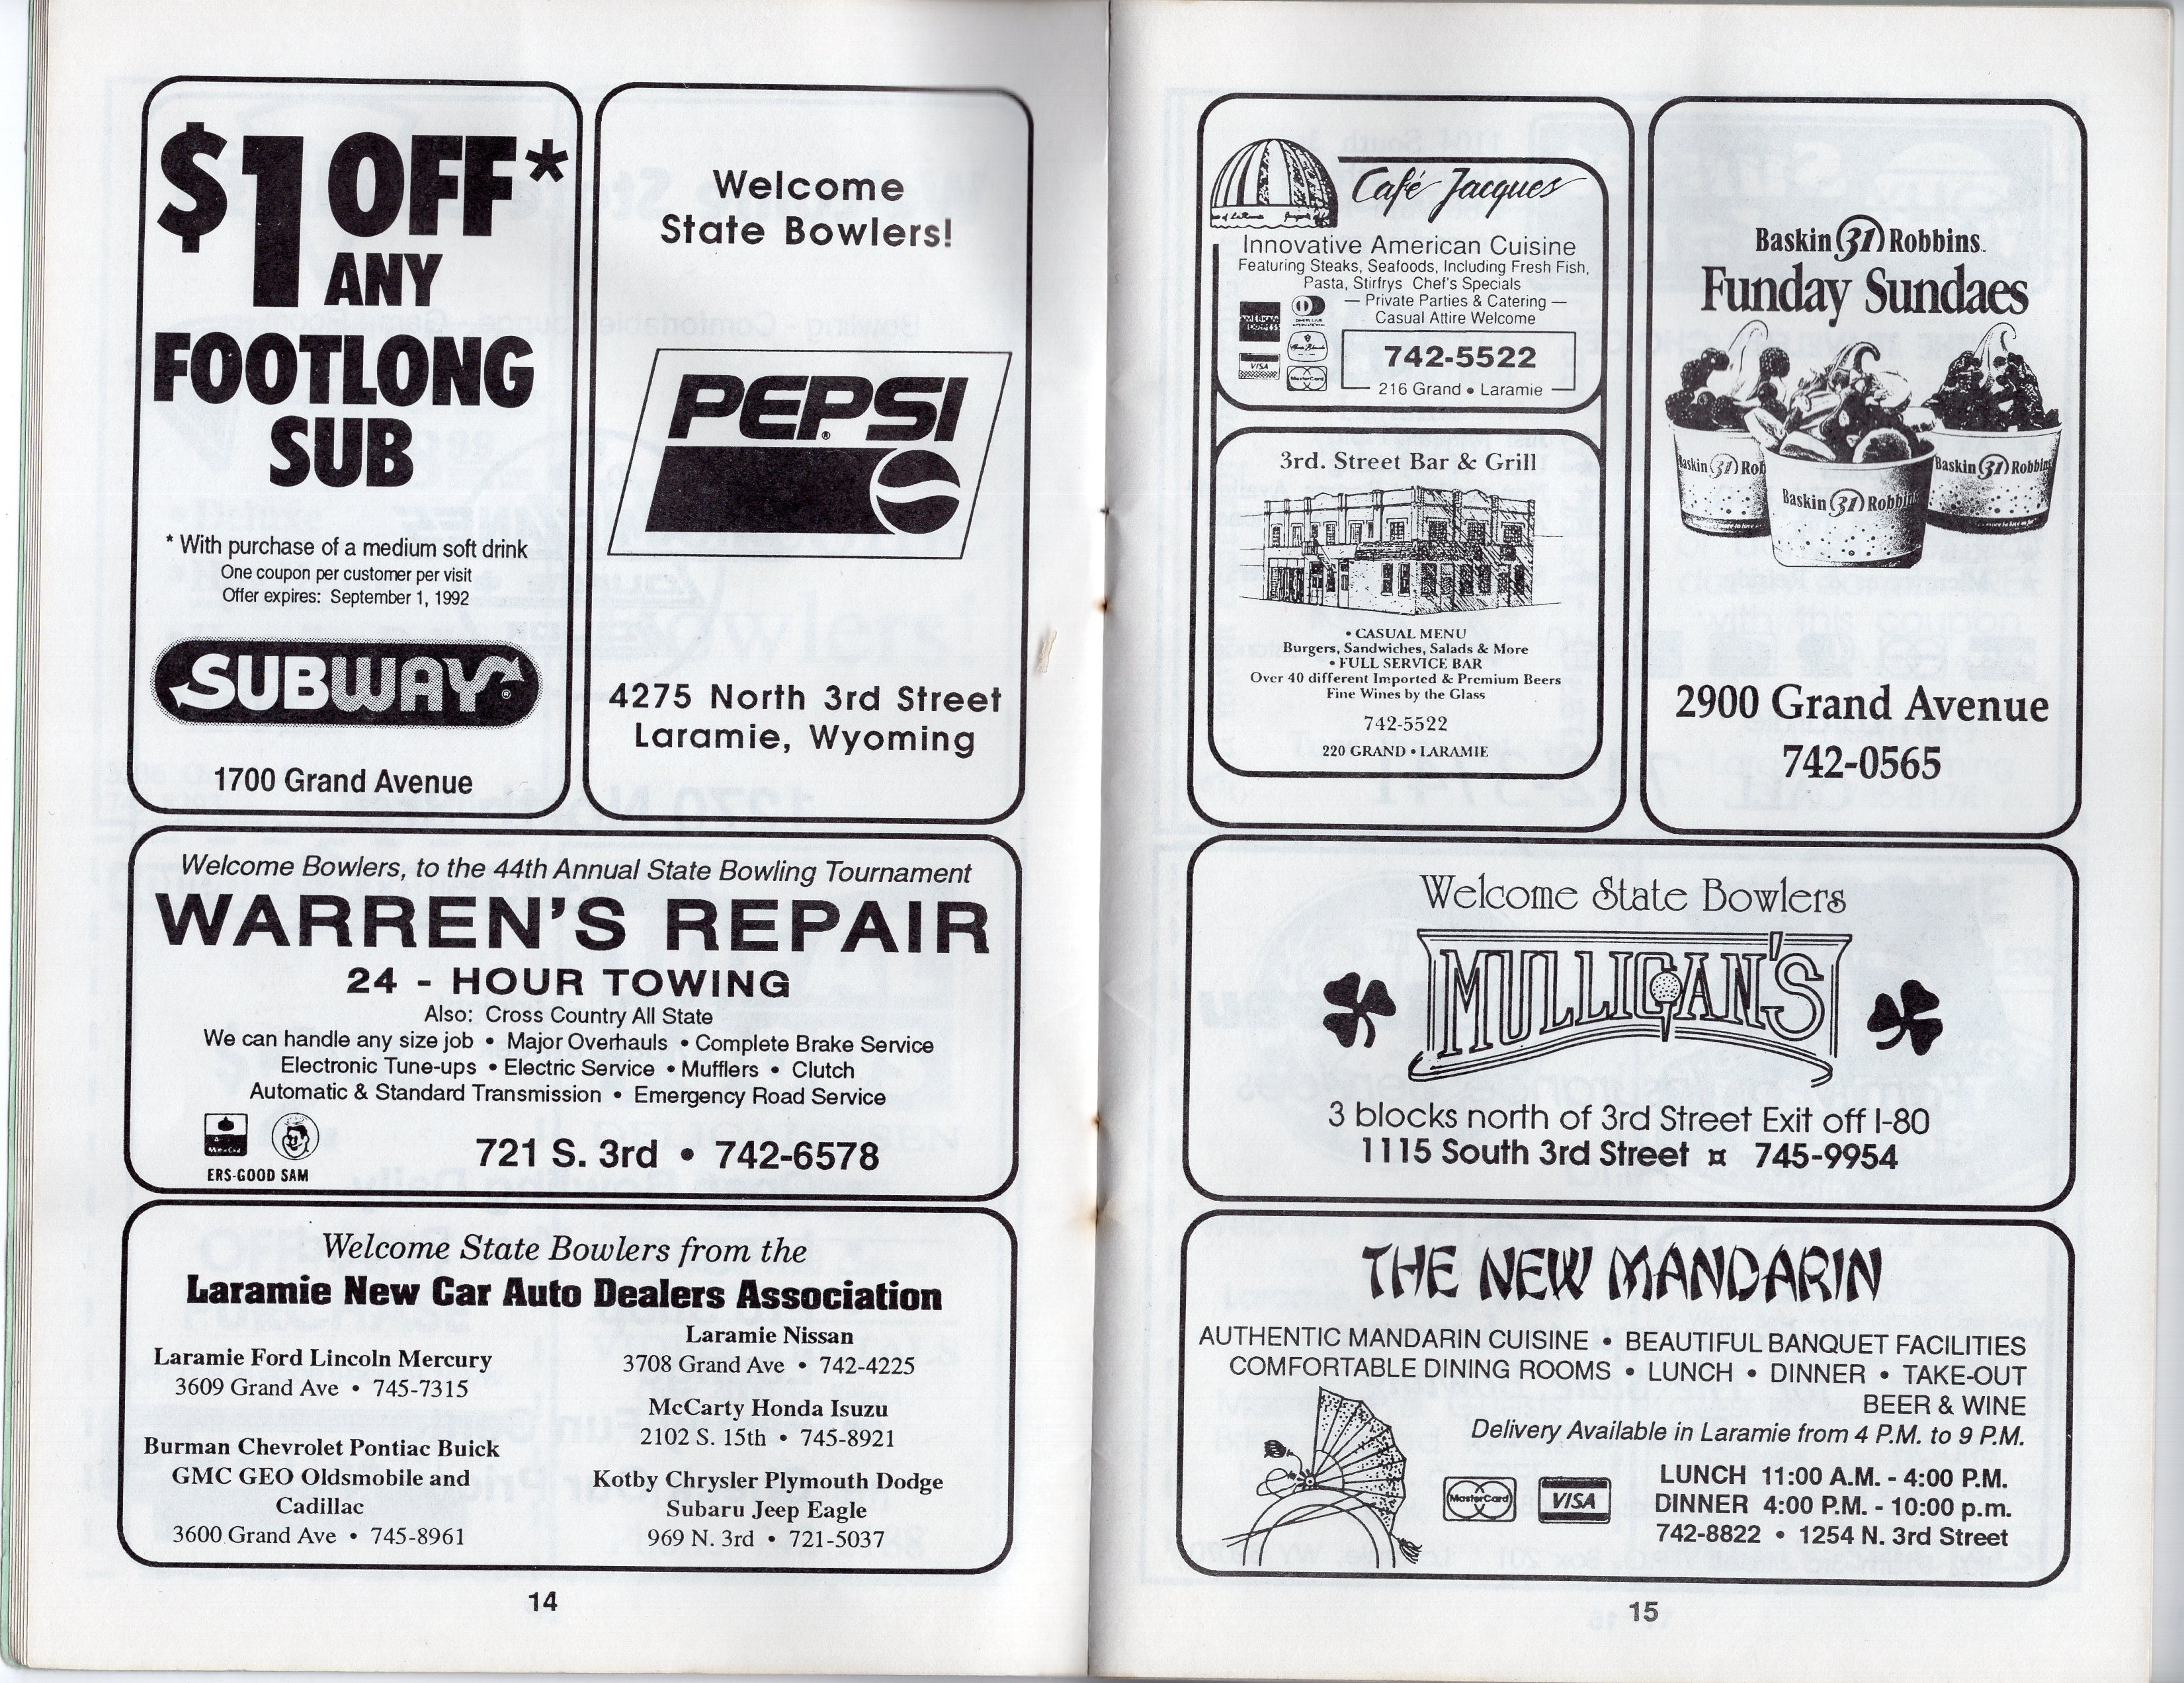 $1 OFF*
ANY
FOOTLONG
SUB
* With purchase of a medium soft drink
One coupon per customer per visit
Offer expires: September 1, 1992
SUBWAY®
1700 Grand Avenue
Welcome
State Bowlers!
PEPSI®
4275 North 3rd Street
Laramie, Wyoming
Welcome Bowlers, to the 44th Annual State Bowling Tournament
WARREN'S REPAIR
24 - HOUR TOWING
Also: Cross Country All State
We can handle any size job • Major Overhauls • Complete Brake Service
Electronic Tune-ups • Electric Service • Mufflers • Clutch
Automatic & Standard Transmission • Emergency Road Service
ERS-GOOD SAM
721 S. 3rd • 742-6578
Welcome State Bowlers from the
Laramie New Car Auto Dealers Association
Laramie Ford Lincoln Mercury
3609 Grand Ave • 745-7315
Burman Chevrolet Pontiac Buick
GMC GEO Oldsmobile and
Cadillac
3600 Grand Ave • 745-8961
Laramie Nissan
3708 Grand Ave • 742-4225
McCarty Honda Isuzu
2102 S. 15th • 745-8921
Kotby Chrysler Plymouth Dodge
Subaru Jeep Eagle
969 N. 3rd • 721-5037
14
Café Jacques
Innovative American Cuisine
Featuring Steaks, Seafoods, Including Fresh Fish,
Pasta, Stirfrys Chef's Specials
— Private Parties & Catering —
Casual Attire Welcome
AMERICAN EXPRESS
VISA
MasterCard
742-5522
216 Grand • Laramie
3rd. Street Bar & Grill
• CASUAL MENU
Burgers, Sandwiches, Salads & More
• FULL SERVICE BAR
Over 40 different Imported & Premium Beers
Fine Wines by the Glass
742-5522
220 GRAND • LARAMIE
Baskin 31 Robbins™
Funday Sundaes
Baskin 31 Rob
Baskin 31 Robbins
Baskin 31 Robbins
2900 Grand Avenue
742-0565
Welcome State Bowlers
MULLIGAN'S
3 blocks north of 3rd Street Exit off I-80
1115 South 3rd Street ¤ 745-9954
THE NEW MANDARIN
AUTHENTIC MANDARIN CUISINE • BEAUTIFUL BANQUET FACILITIES
COMFORTABLE DINING ROOMS • LUNCH • DINNER • TAKE-OUT
BEER & WINE
Delivery Available in Laramie from 4 P.M. to 9 P.M.
MasterCard
VISA
LUNCH 11:00 A.M. - 4:00 P.M.
DINNER 4:00 P.M. - 10:00 p.m.
742-8822 • 1254 N. 3rd Street
15